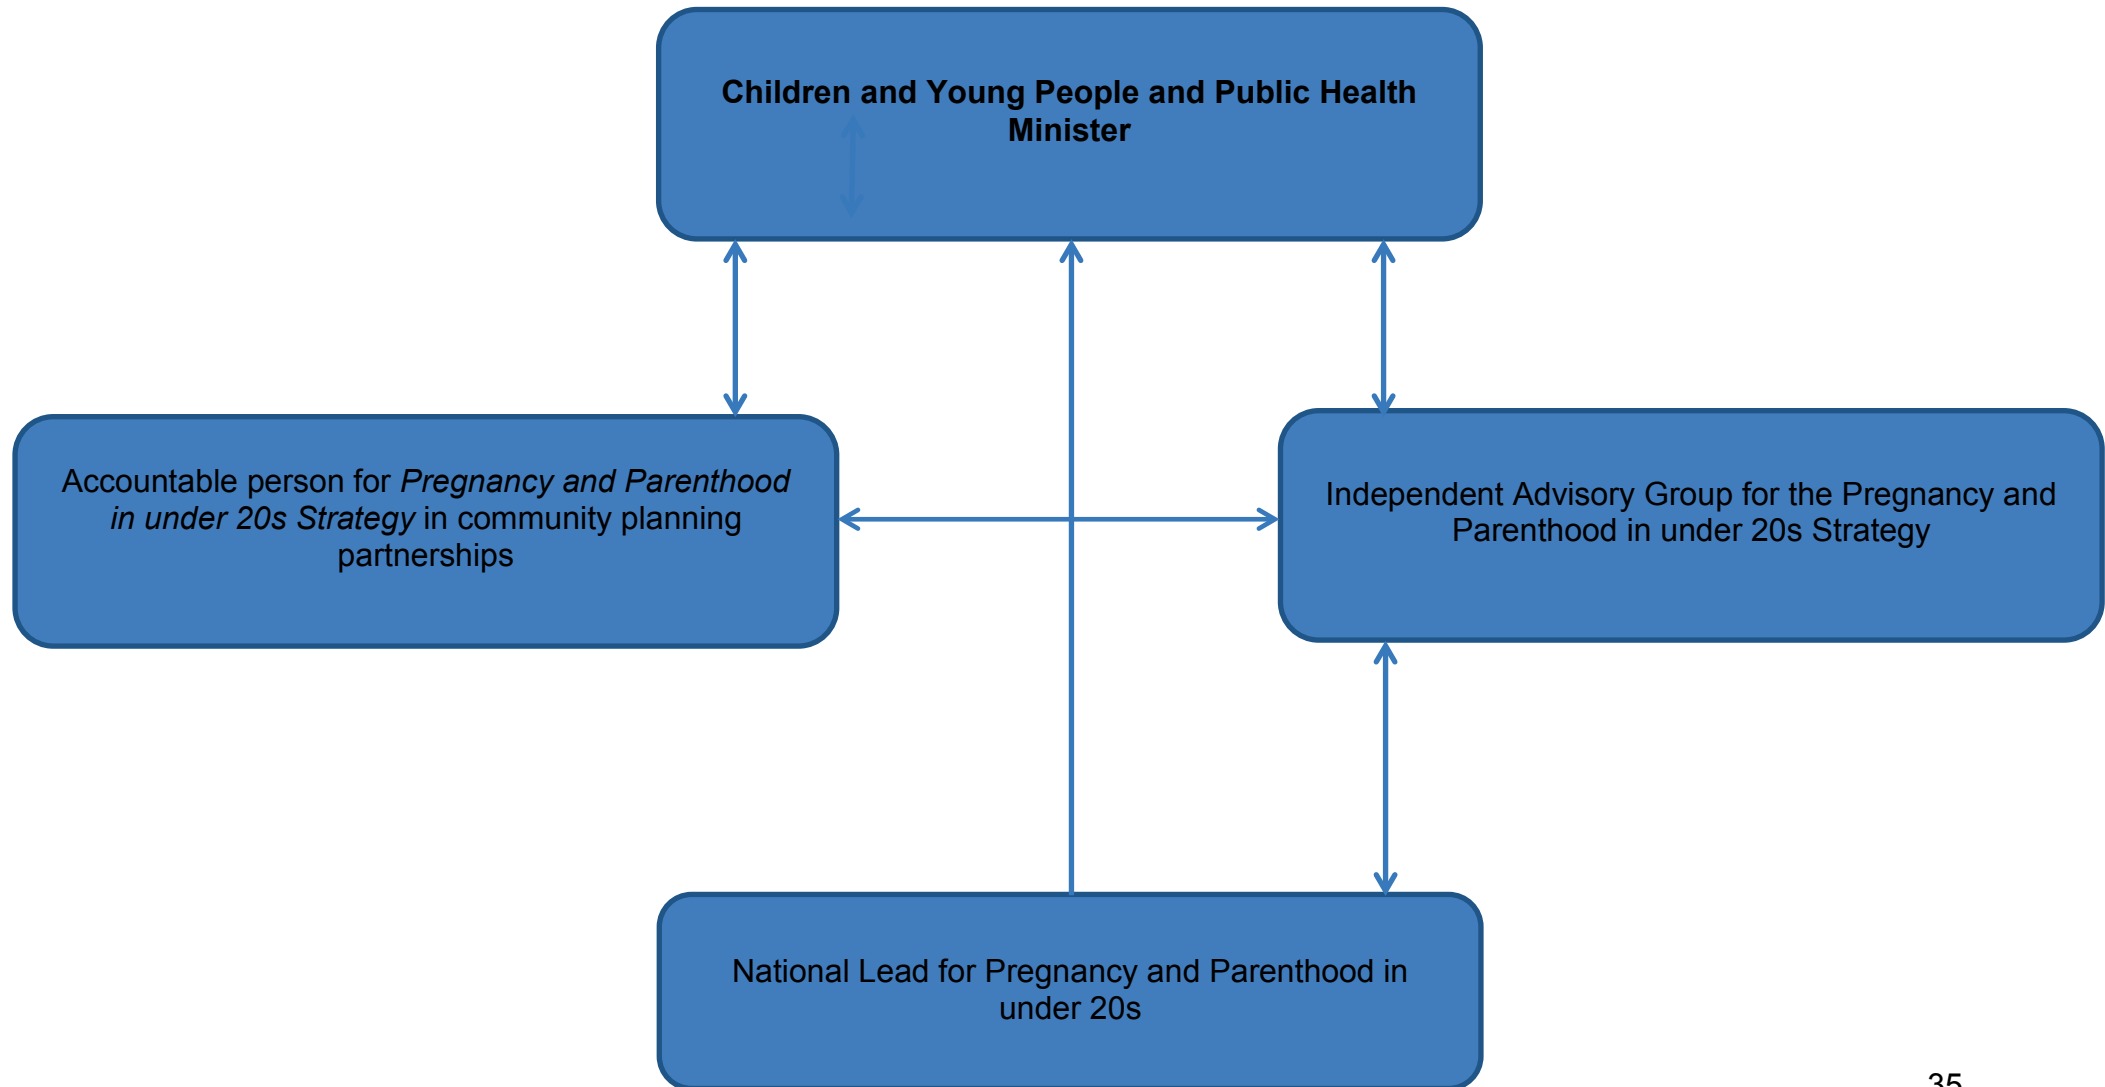 Children and Young People and Public Health
Minister
Accountable person for Pregnancy and Parenthood
in under 20s Strategy in community planning
partnerships
Independent Advisory Group for the Pregnancy and
Parenthood in under 20s Strategy
National Lead for Pregnancy and Parenthood in
under 20s
35